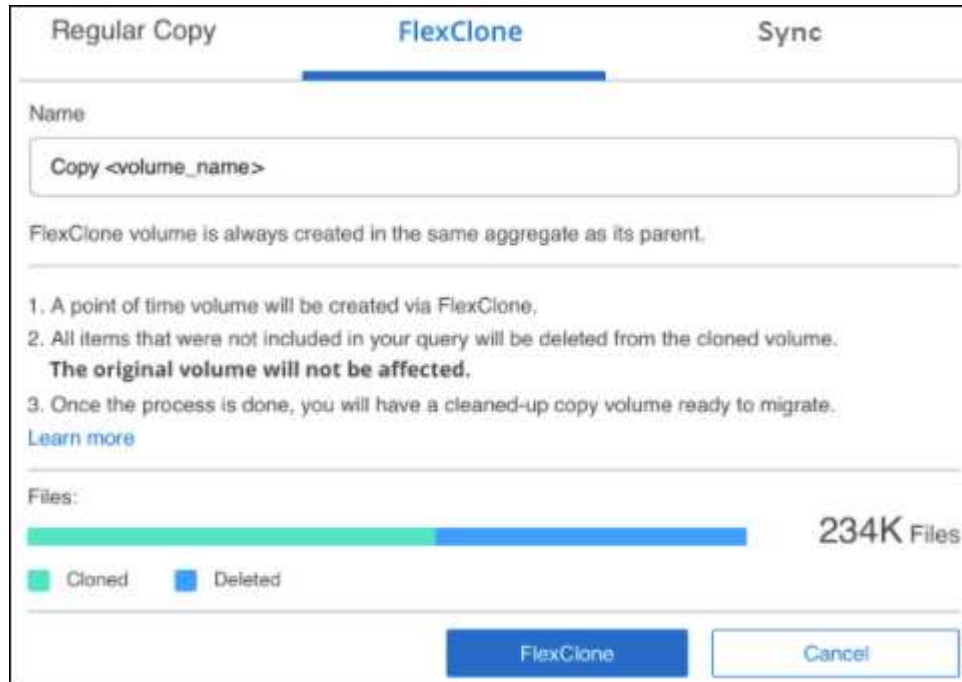 Regular Copy FlexClone Sync
Name
Copy <volume_name>
FlexClone volume is always created in the same aggregate as its parent.
1. A point of time volume will be created via FlexClone.
2. All items that were not included in your query will be deleted from the cloned volume.
The original volume will not be affected.
3. Once the process is done, you will have a cleaned-up copy volume ready to migrate.
Learn more
Files:
234K Files
Cloned Deleted
FlexClone Cancel